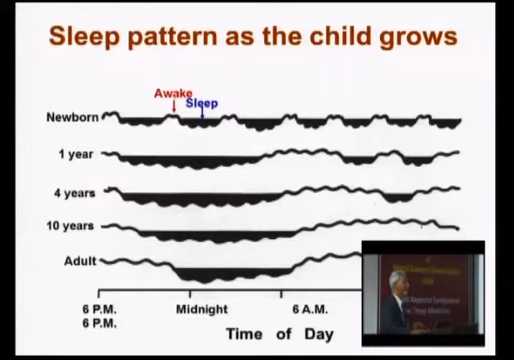 Sleep pattern as the child grows
Awake
Sleep
Newborn
1 year
4 years
10 years
Adult
6 P.M. Midnight 6 A.M.
6 P.M.
Time of Day